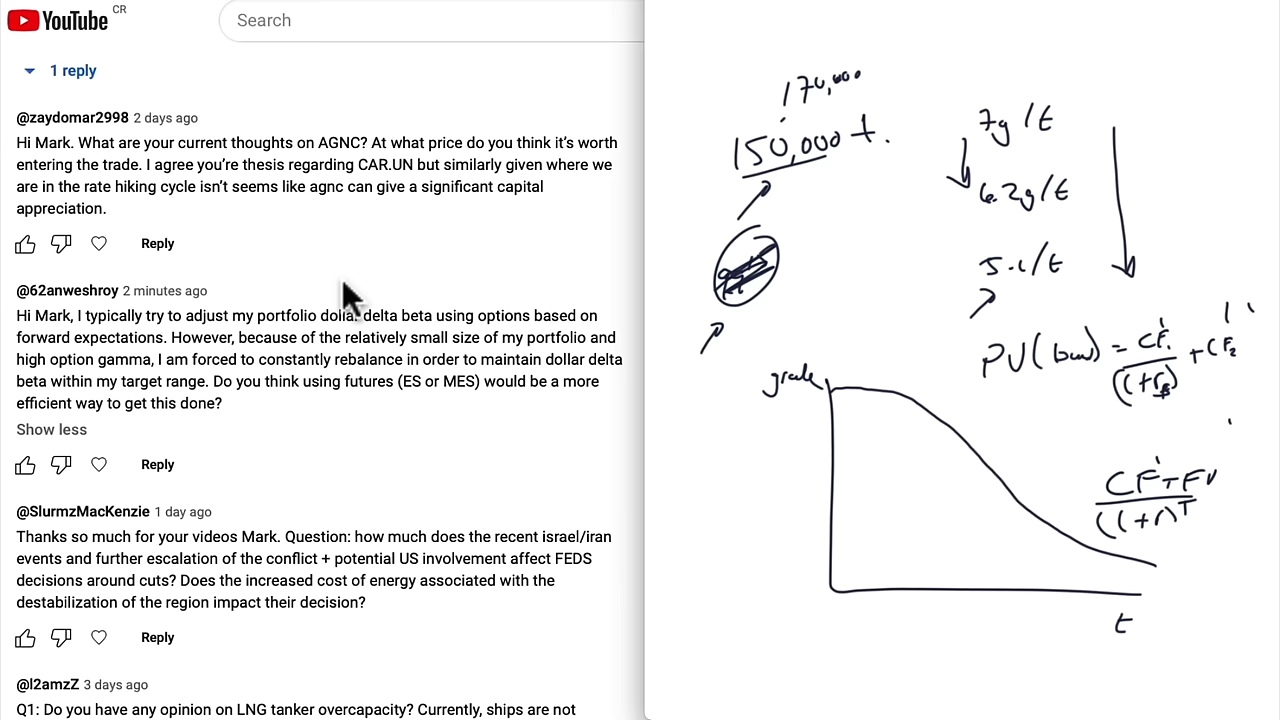 YouTube CR
Search
1 reply
@zaydomar2998 2 days ago
Hi Mark. What are your current thoughts on AGNC? At what price do you think it's worth
entering the trade. I agree you're thesis regarding CAR.UN but similarly given where we
are in the rate hiking cycle isn't seems like agnc can give a significant capital
appreciation.
Reply
@62anweshroy 2 minutes ago
Hi Mark, I typically try to adjust my portfolio dollar delta beta using options based on
forward expectations. However, because of the relatively small size of my portfolio and
high option gamma, I am forced to constantly rebalance in order to maintain dollar delta
beta within my target range. Do you think using futures (ES or MES) would be a more
efficient way to get this done?
Show less
Reply
@SlurmzMacKenzie 1 day ago
Thanks so much for your videos Mark. Question: how much does the recent israel/iran
events and further escalation of the conflict + potential US involvement affect FEDS
decisions around cuts? Does the increased cost of energy associated with the
destabilization of the region impact their decision?
Reply
@l2amzZ 3 days ago
Q1: Do you have any opinion on LNG tanker overcapacity? Currently, ships are not
170,000
150,000 t.
7g/t
6.2g/t
grade
t